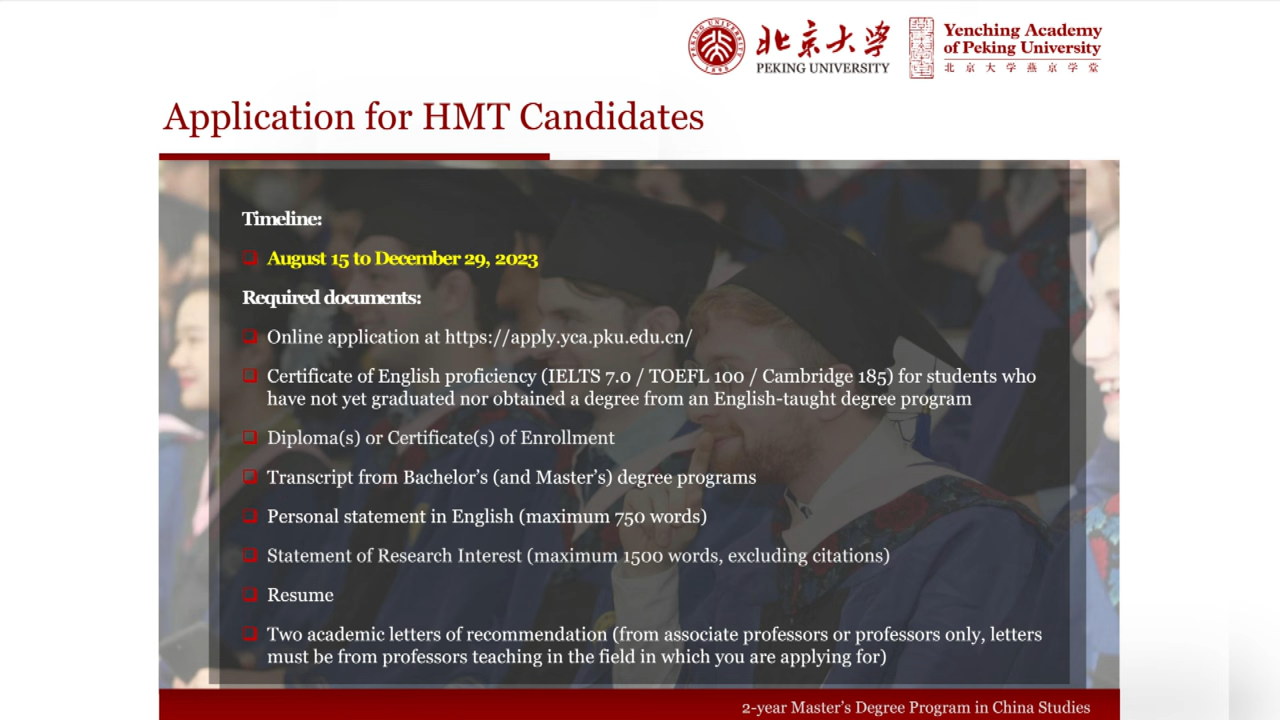 PEKING UNIVERSITY
1898
北京大学
PEKING UNIVERSITY
Yenching Academy
of Peking University
北京大学燕京学堂
Application for HMT Candidates
Timeline:
August 15 to December 29, 2023
Required documents:
Online application at https://apply.yca.pku.edu.cn/
Certificate of English proficiency (IELTS 7.0 / TOEFL 100 / Cambridge 185) for students who
have not yet graduated nor obtained a degree from an English-taught degree program
Diploma(s) or Certificate(s) of Enrollment
Transcript from Bachelor’s (and Master’s) degree programs
Personal statement in English (maximum 750 words)
Statement of Research Interest (maximum 1500 words, excluding citations)
Resume
Two academic letters of recommendation (from associate professors or professors only, letters
must be from professors teaching in the field in which you are applying for)
2-year Master’s Degree Program in China Studies